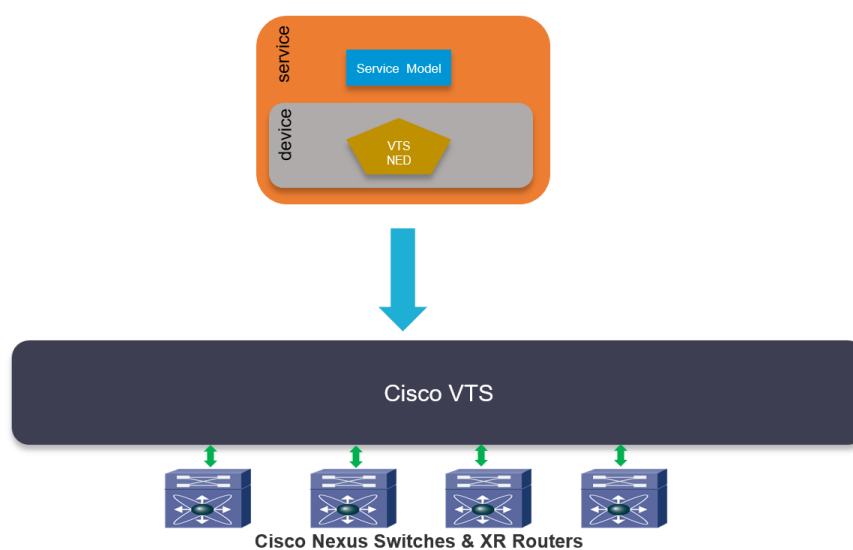 service
Service Model
device
VTS
NED
Cisco VTS
Cisco Nexus Switches & XR Routers